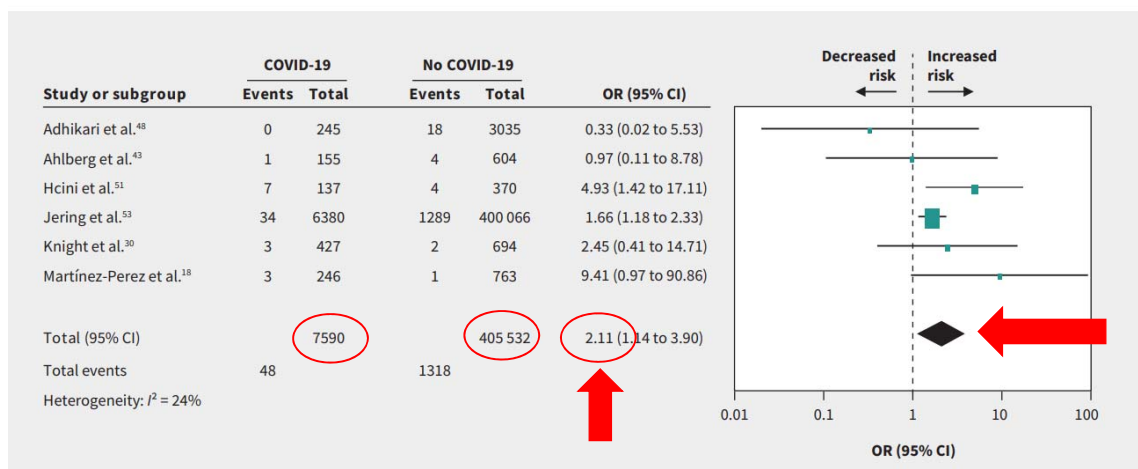 COVID-19 No COVID-19
Study or subgroup Events Total Events Total OR (95% CI)
Adhikari et al.⁴⁸ 0 245 18 3035 0.33 (0.02 to 5.53)
Ahlberg et al.⁴³ 1 155 4 604 0.97 (0.11 to 8.78)
Hcini et al.⁵¹ 7 137 4 370 4.93 (1.42 to 17.11)
Jering et al.⁵³ 34 6380 1289 400 066 1.66 (1.18 to 2.33)
Knight et al.³⁰ 3 427 2 694 2.45 (0.41 to 14.71)
Martínez-Perez et al.¹⁸ 3 246 1 763 9.41 (0.97 to 90.86)
Total (95% CI) 7590 405 532 2.11 (1.14 to 3.90)
Total events 48 1318
Heterogeneity: I² = 24%
Decreased Increased
risk risk
0.01 0.1 1 10 100
OR (95% CI)